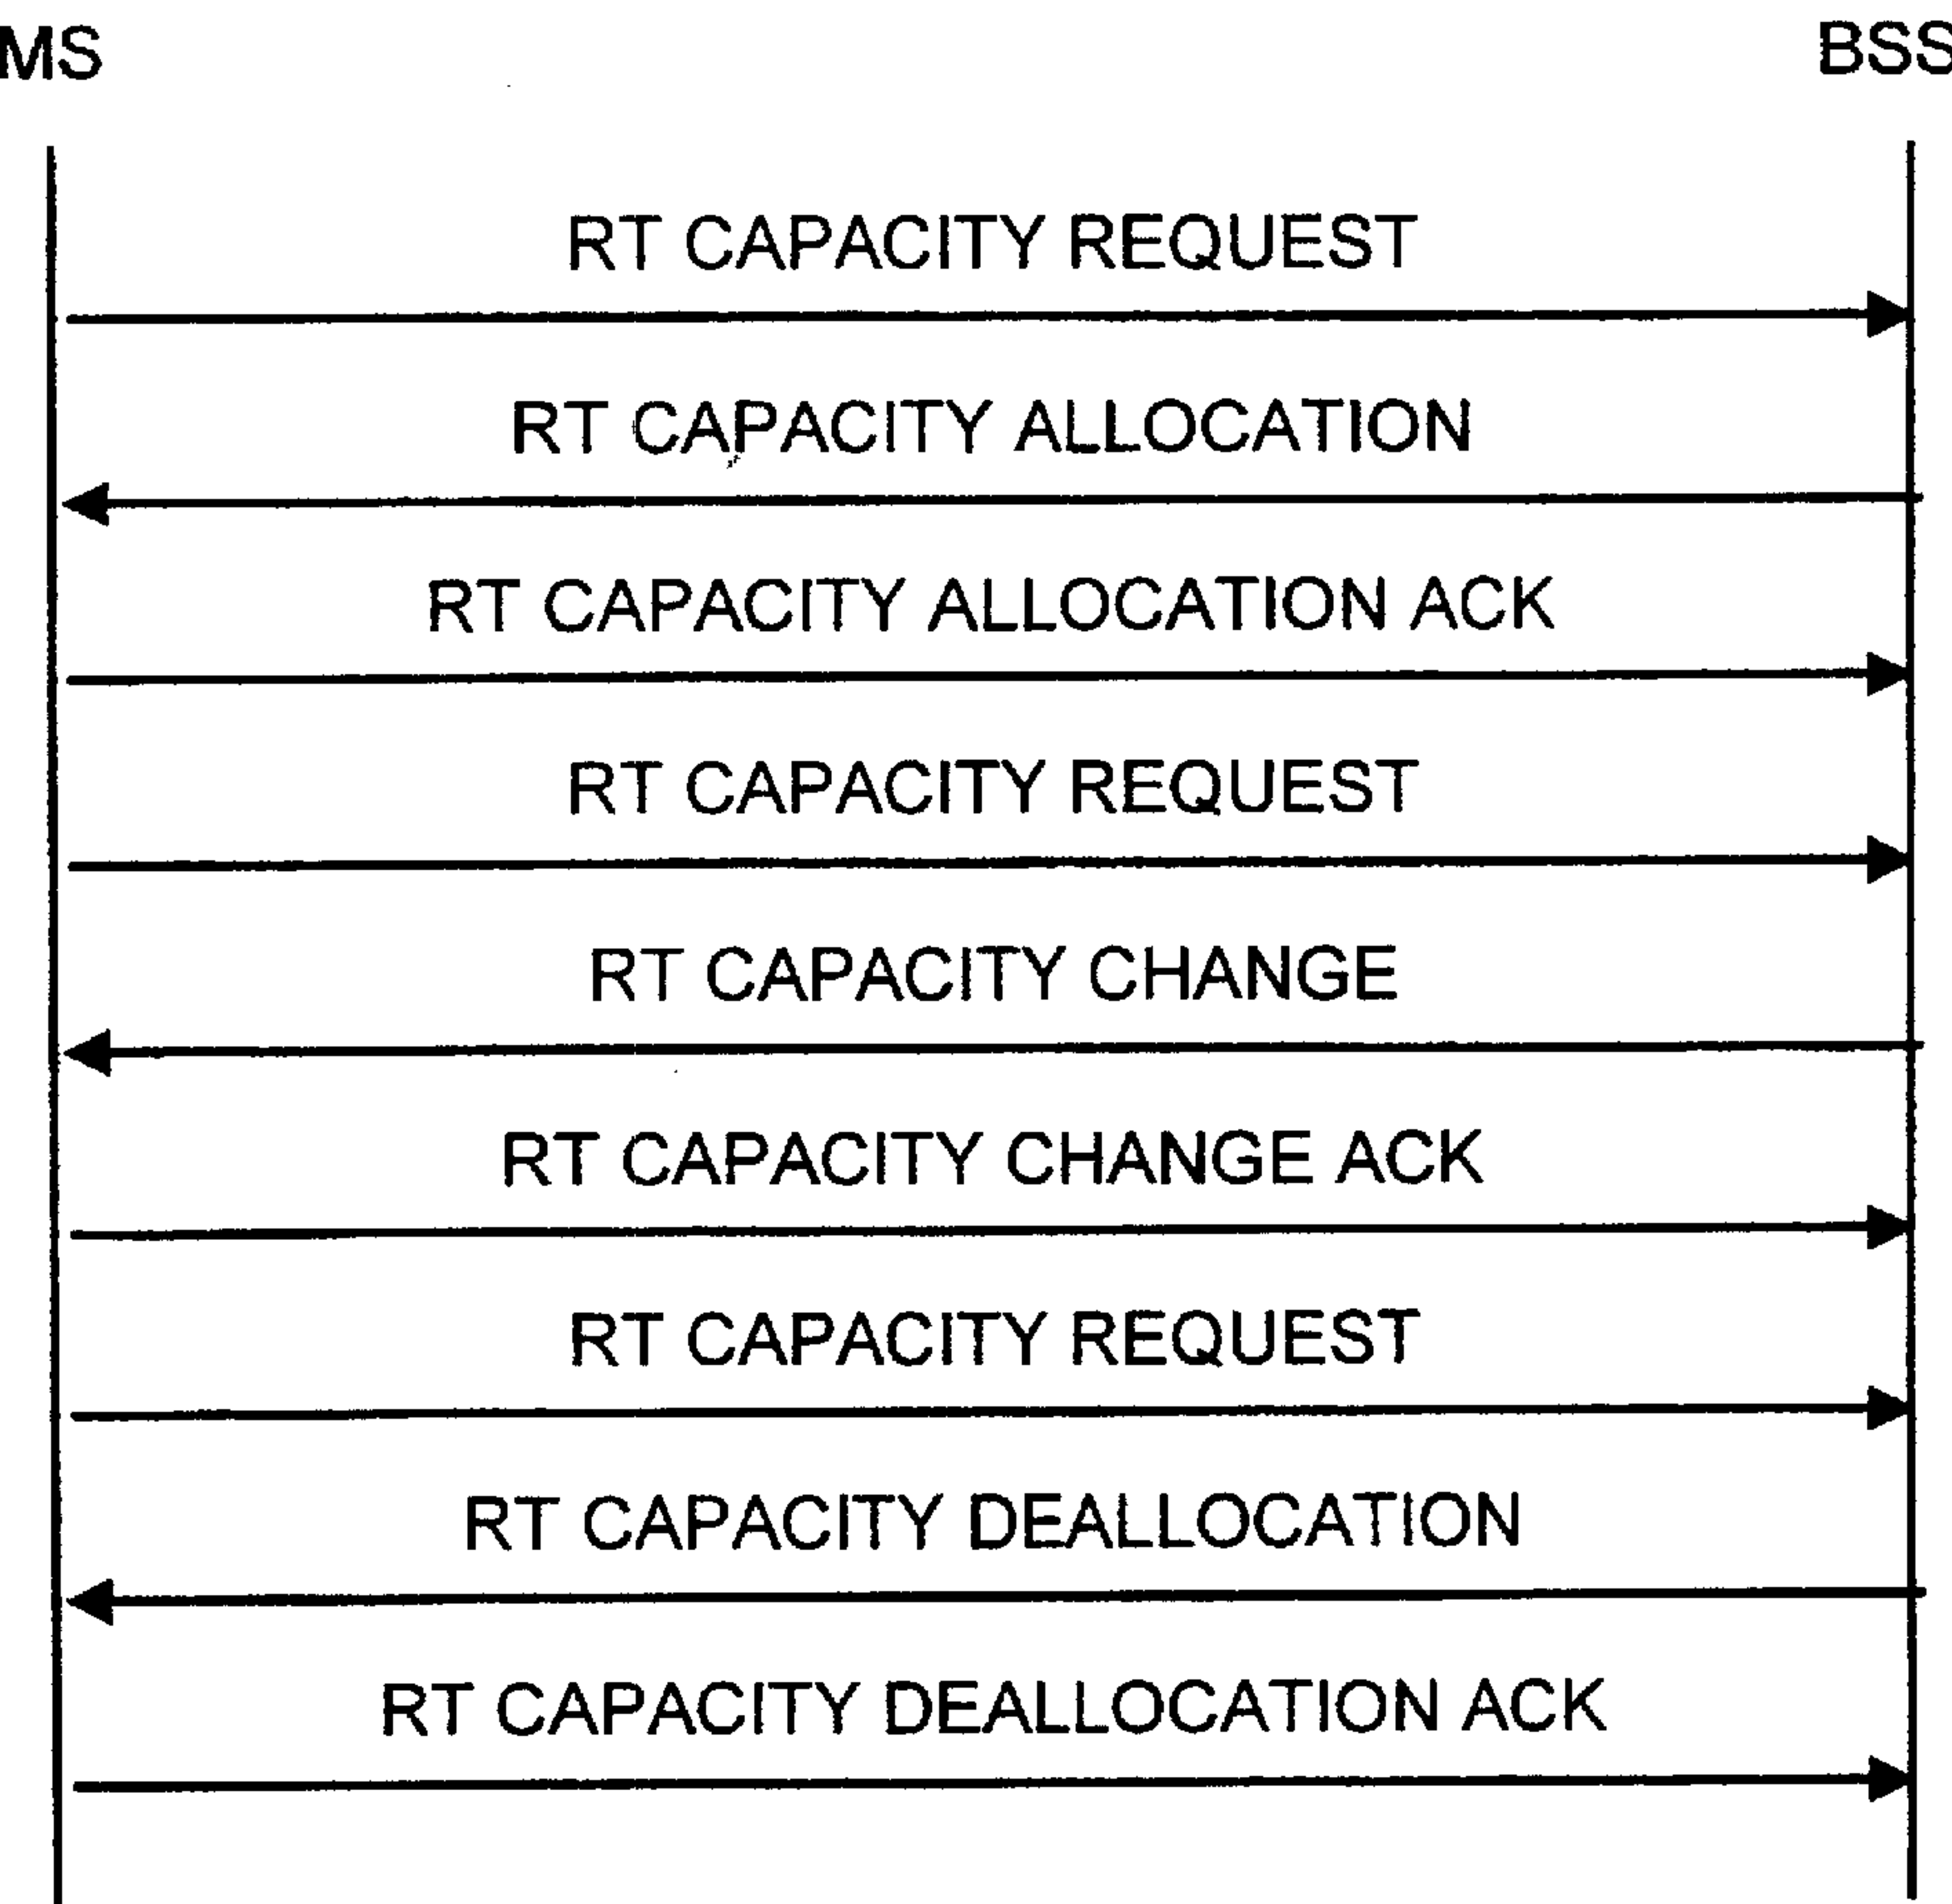 MS BSS
RT CAPACITY REQUEST
RT CAPACITY ALLOCATION
RT CAPACITY ALLOCATION ACK
RT CAPACITY REQUEST
RT CAPACITY CHANGE
RT CAPACITY CHANGE ACK
RT CAPACITY REQUEST
RT CAPACITY DEALLOCATION
RT CAPACITY DEALLOCATION ACK